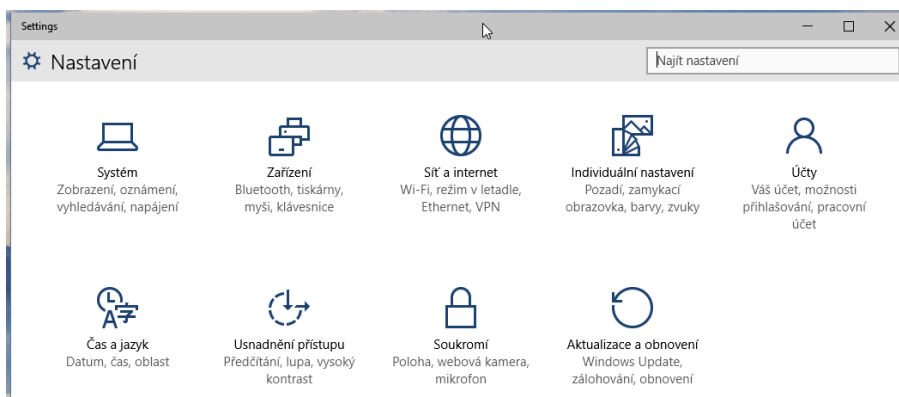 Settings
Nastavení
Najít nastavení
Systém
Zobrazení, oznámení,
vyhledávání, napájení
Zařízení
Bluetooth, tiskárny,
myši, klávesnice
Síť a internet
Wi-Fi, režim v letadle,
Ethernet, VPN
Individuální nastavení
Pozadí, zamykací
obrazovka, barvy, zvuky
Účty
Váš účet, možnosti
přihlašování, pracovní
účet
Čas a jazyk
Datum, čas, oblast
Usnadnění přístupu
Předčítání, lupa, vysoký
kontrast
Soukromí
Poloha, webová kamera,
mikrofon
Aktualizace a obnovení
Windows Update,
zálohování, obnovení